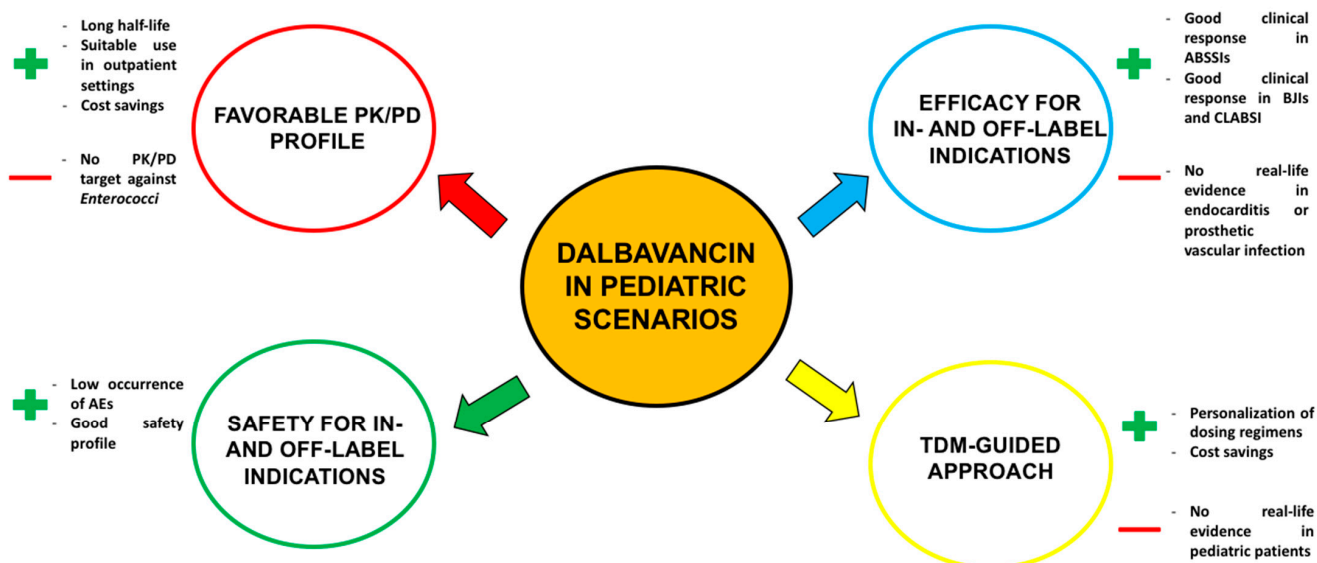 - Long half-life
- Suitable use
in outpatient
settings
- Cost savings
- No PK/PD
target against
Enterococci
FAVORABLE PK/PD
PROFILE
- Good clinical
response in
ABSSIs
- Good clinical
response in BJIs
and CLABSI
- No real-life
evidence in
endocarditis or
prosthetic
vascular infection
EFFICACY FOR
IN- AND OFF-LABEL
INDICATIONS
DALBAVANCIN
IN PEDIATRIC
SCENARIOS
- Low occurrence
of AEs
- Good safety
profile
SAFETY FOR IN-
AND OFF-LABEL
INDICATIONS
TDM-GUIDED
APPROACH
- Personalization of
dosing regimens
- Cost savings
- No real-life
evidence in
pediatric patients